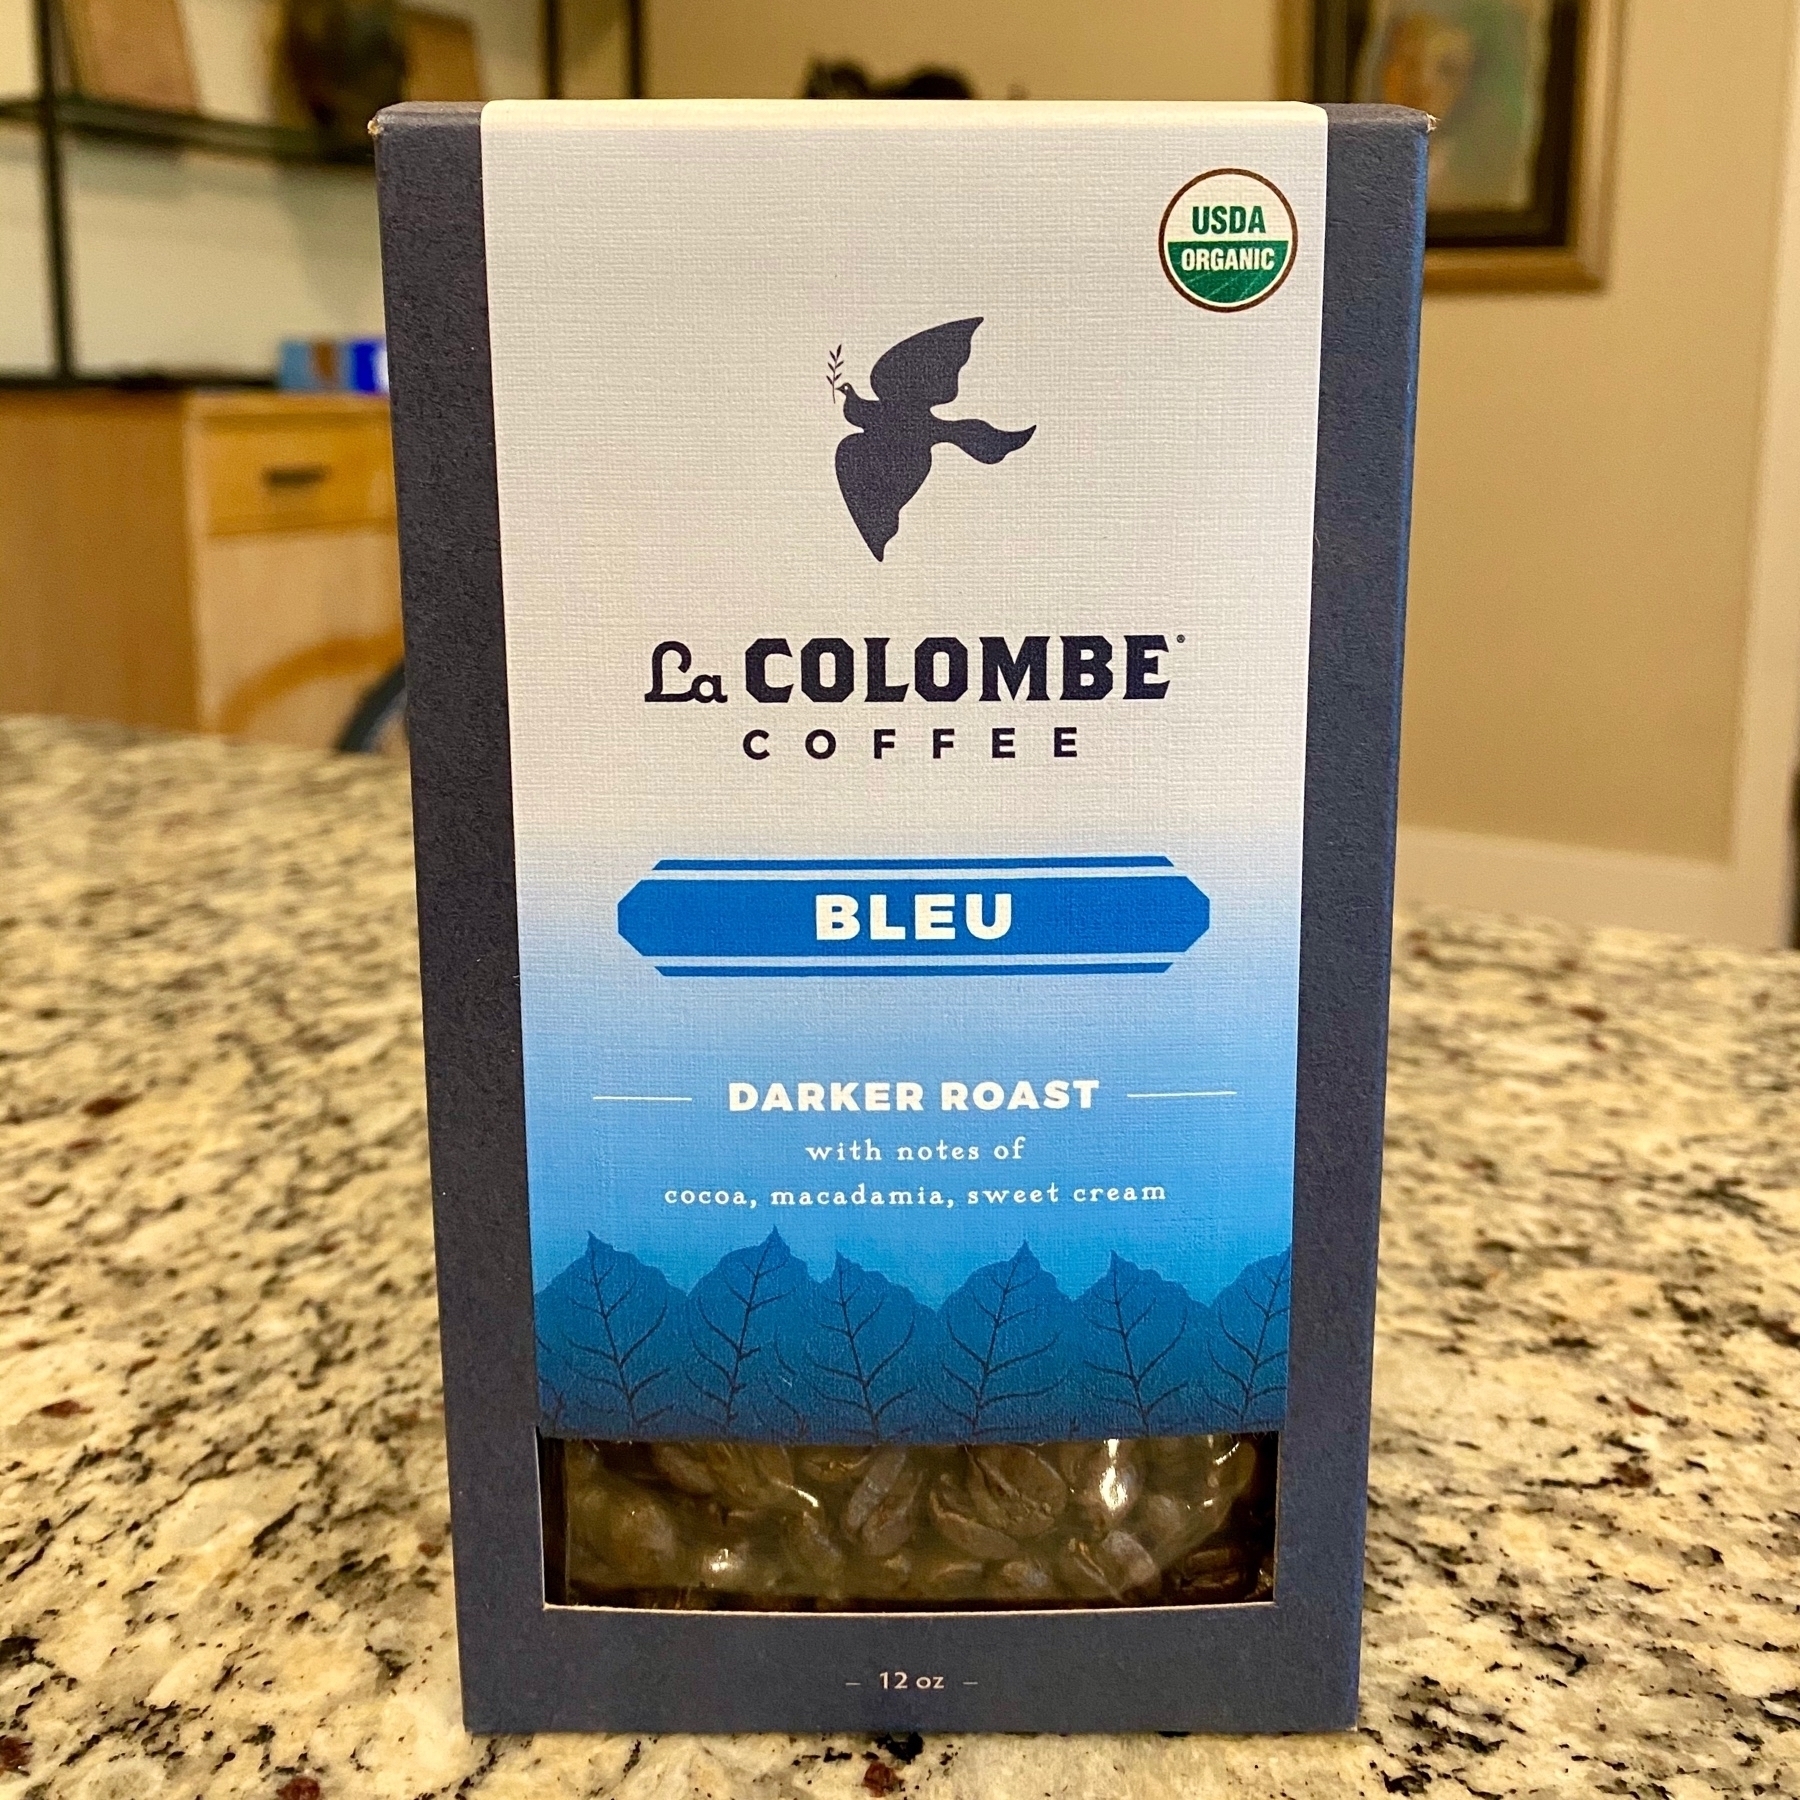 USDA
ORGANIC
La COLOMBE
COFFEE
BLEU
DARKER ROAST
with notes of
cocoa, macadamia, sweet cream
– 12 oz –